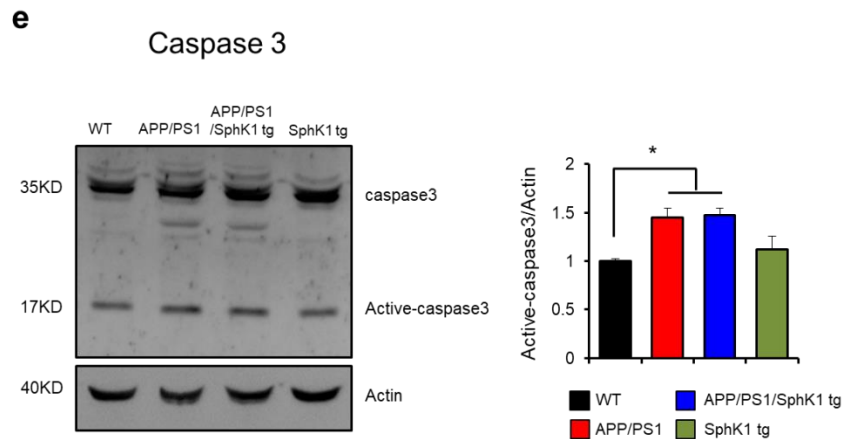 e
Caspase 3
WT
APP/PS1
APP/PS1
/SphK1 tg
SphK1 tg
35KD
caspase3
17KD
Active-caspase3
40KD
Actin
Active-caspase3/Actin
2
1.5
1
0.5
0
*
WT
APP/PS1/SphK1 tg
APP/PS1
SphK1 tg